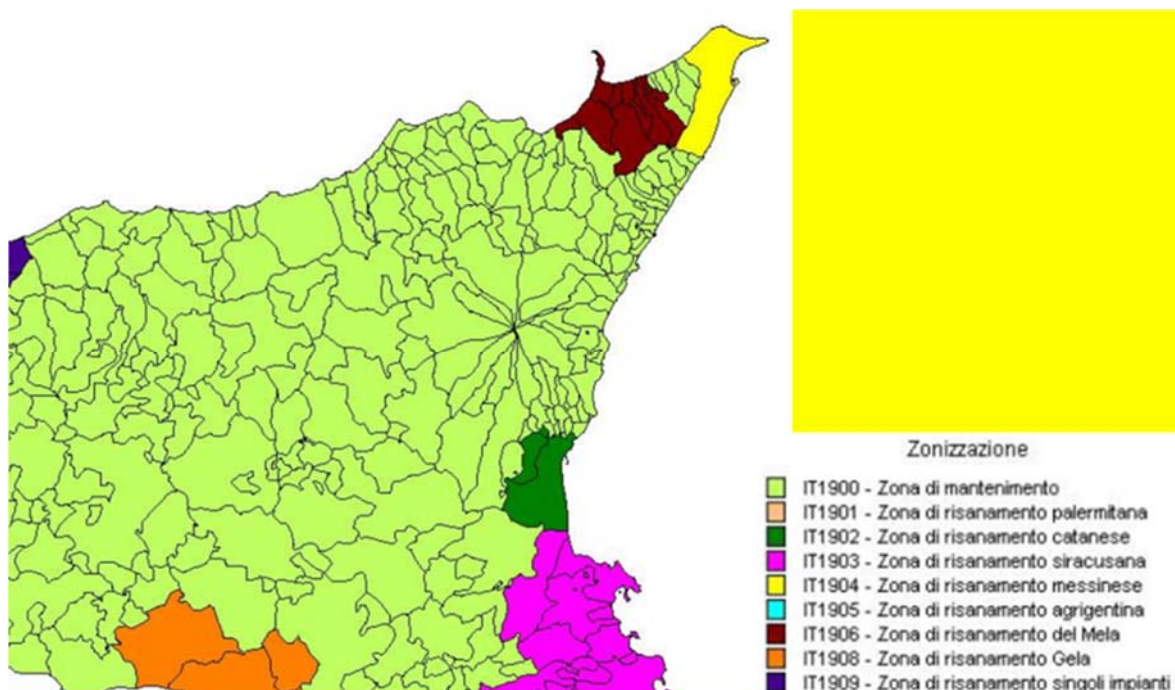 Zonizzazione
IT1900 - Zona di mantenimento
IT1901 - Zona di risanamento palermitana
IT1902 - Zona di risanamento catanese
IT1903 - Zona di risanamento siracusana
IT1904 - Zona di risanamento messinese
IT1905 - Zona di risanamento agrigentina
IT1906 - Zona di risanamento del Mela
IT1908 - Zona di risanamento Gela
IT1909 - Zona di risanamento singoli impianti